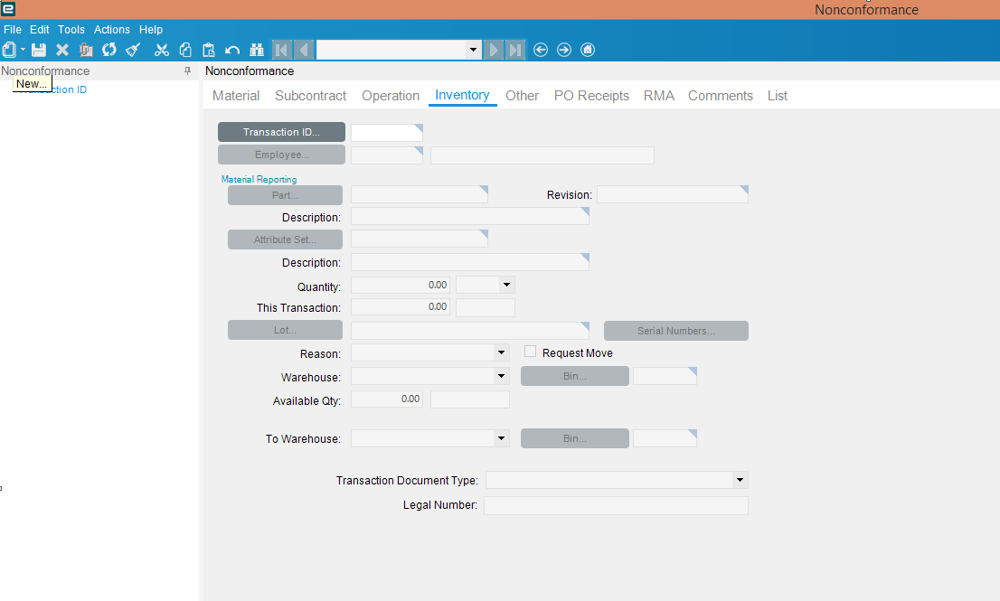 Nonconformance
File Edit Tools Actions Help
Nonconformance
New...
Transaction ID
Nonconformance
Material Subcontract Operation Inventory Other PO Receipts RMA Comments List
Transaction ID...
Employee...
Material Reporting
Part... Revision:
Description:
Attribute Set...
Description:
Quantity: 0.00
This Transaction: 0.00
Lot... Serial Numbers...
Reason: Request Move
Warehouse: Bin...
Available Qty: 0.00
To Warehouse: Bin...
Transaction Document Type:
Legal Number: